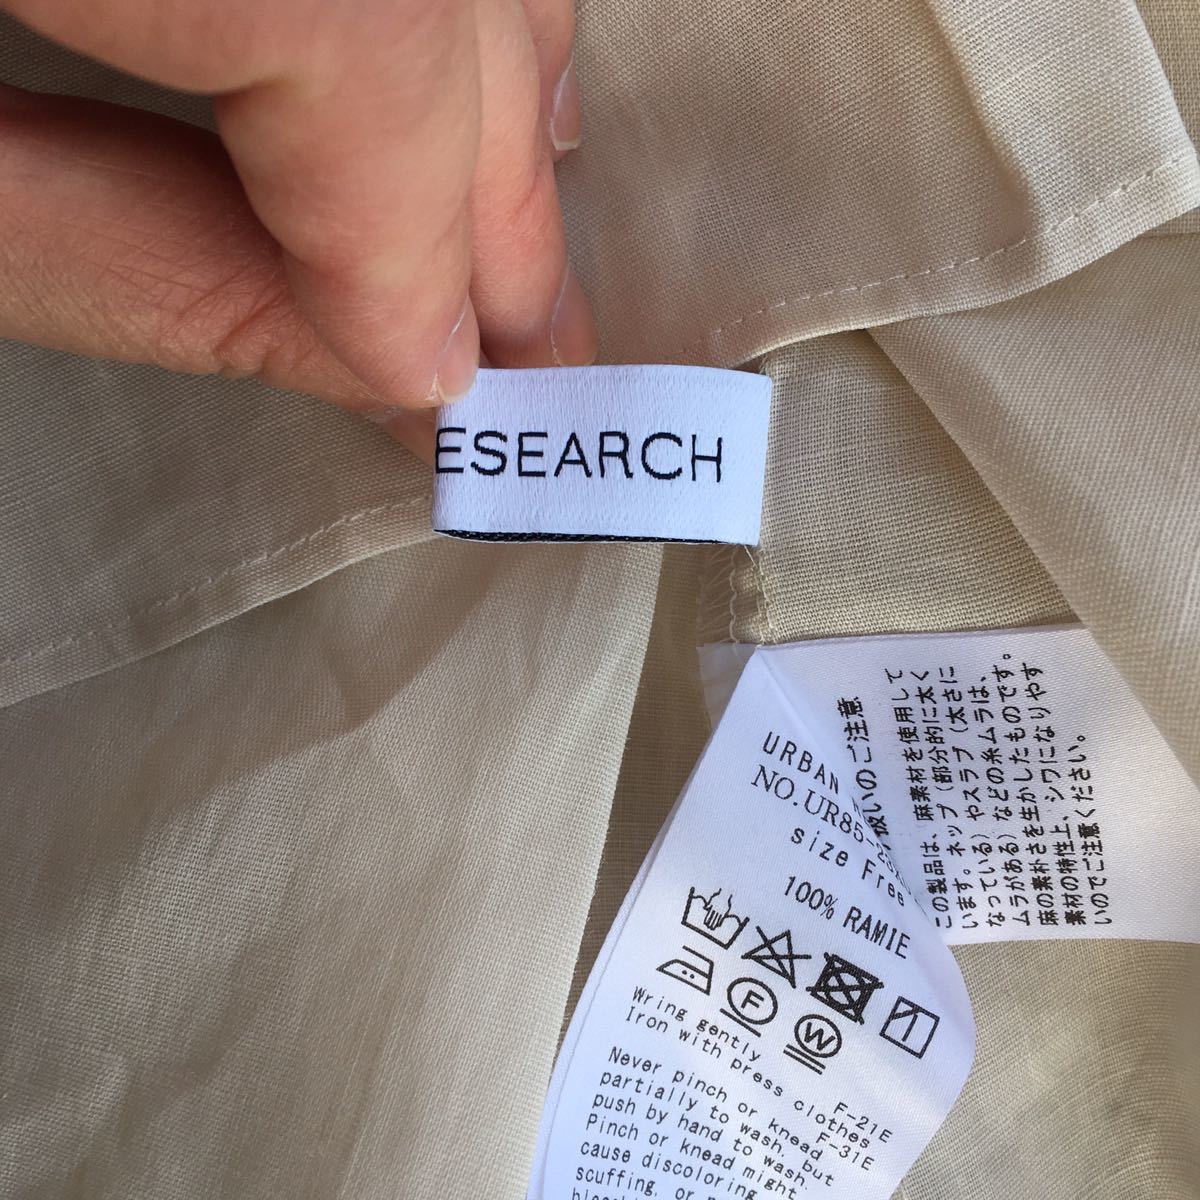 ESEARCH
URBAN
NO.UR85-23
size Free
100% RAMIE
F
W
Wring gently
Iron with press clothes
F-21E
F-31E
Never pinch or knead
partially to wash, but
push by hand to wash.
Pinch or knead might
cause discoloring
scuffing, or
扱いのご注意
この製品は、麻素材を使用して
います。ネップ(部分的に太く
なっている)やスラブ(太さに
ムラがある)などの糸ムラは、
麻の素朴さを生かしたものです。
素材の特性上、シワになりやす
いのでご注意ください。